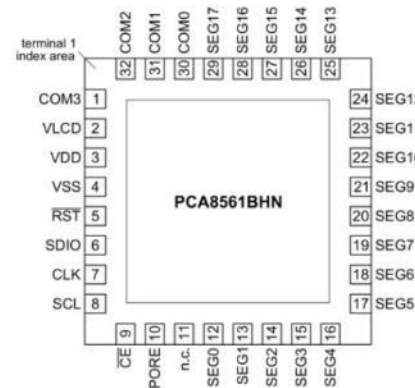 COM2
COM1
COM0
SEG17
SEG16
SEG15
SEG14
SEG13
terminal 1
index area
32 31 30 29 28 27 26 25
COM3 1
VLCD 2
VDD 3
VSS 4
RST 5
SDIO 6
CLK 7
SCL 8
PCA8561BHN
24
23
22
21 SEG9
20 SEG8
19 SEG7
18 SEG6
17 SEG5
9 10 11 12 13 14 15 16
CE
PORE
n.c.
SEG0
SEG1
SEG2
SEG3
SEG4